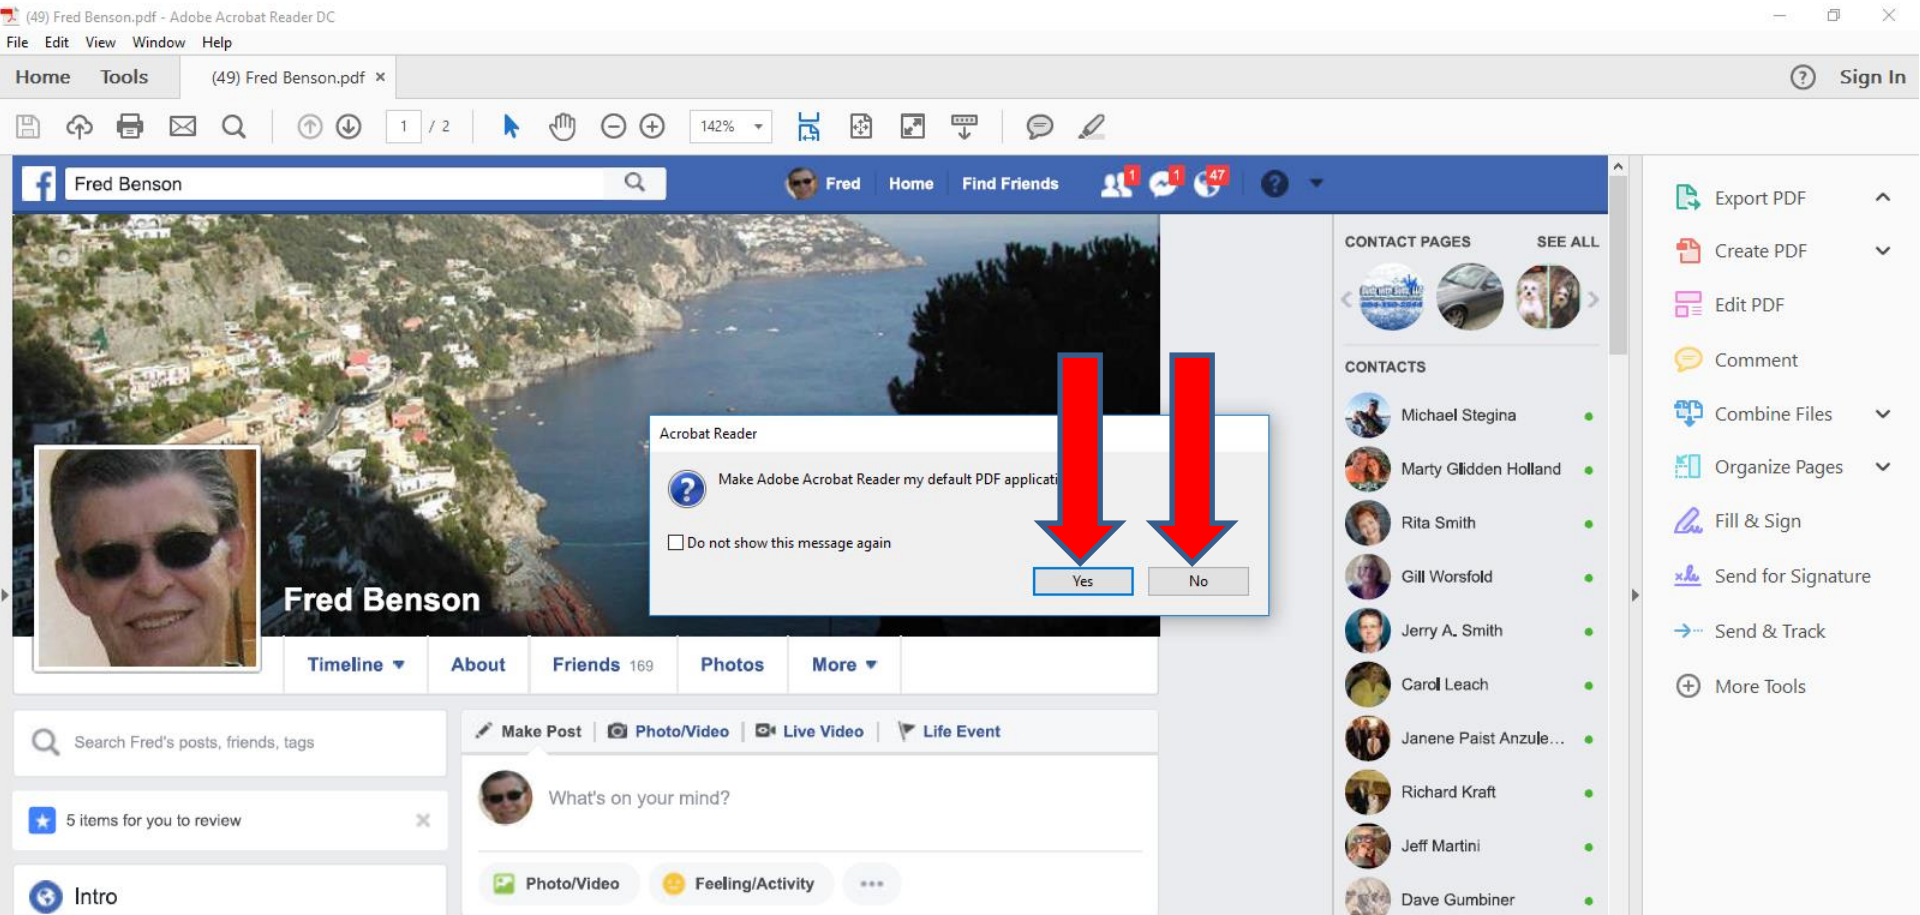 (49) Fred Benson.pdf - Adobe Acrobat Reader DC
File Edit View Window Help
Home Tools (49) Fred Benson.pdf × Sign In
1 / 2 142%
Fred Benson
Fred Home Find Friends 1 1 47
Export PDF
Create PDF
Edit PDF
Comment
Combine Files
Organize Pages
Fill & Sign
Send for Signature
Send & Track
More Tools
CONTACT PAGES SEE ALL
CONTACTS
Michael Stegina
Marty Glidden Holland
Rita Smith
Gill Worsfold
Jerry A. Smith
Carol Leach
Janene Paist Anzule...
Richard Kraft
Jeff Martini
Dave Gumbiner
Acrobat Reader
Make Adobe Acrobat Reader my default PDF applicati
Do not show this message again
Yes No
Fred Benson
Timeline About Friends 169 Photos More
Search Fred's posts, friends, tags
5 items for you to review
Intro
Make Post Photo/Video Live Video Life Event
What's on your mind?
Photo/Video Feeling/Activity